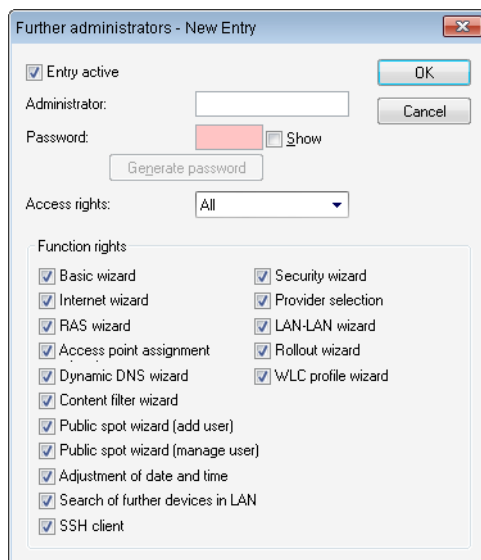 Further administrators - New Entry
Entry active
OK
Administrator:
Cancel
Password:
Show
Generate password
Access rights:
All
Function rights
Basic wizard
Security wizard
Internet wizard
Provider selection
RAS wizard
LAN-LAN wizard
Access point assignment
Rollout wizard
Dynamic DNS wizard
WLC profile wizard
Content filter wizard
Public spot wizard (add user)
Public spot wizard (manage user)
Adjustment of date and time
Search of further devices in LAN
SSH client